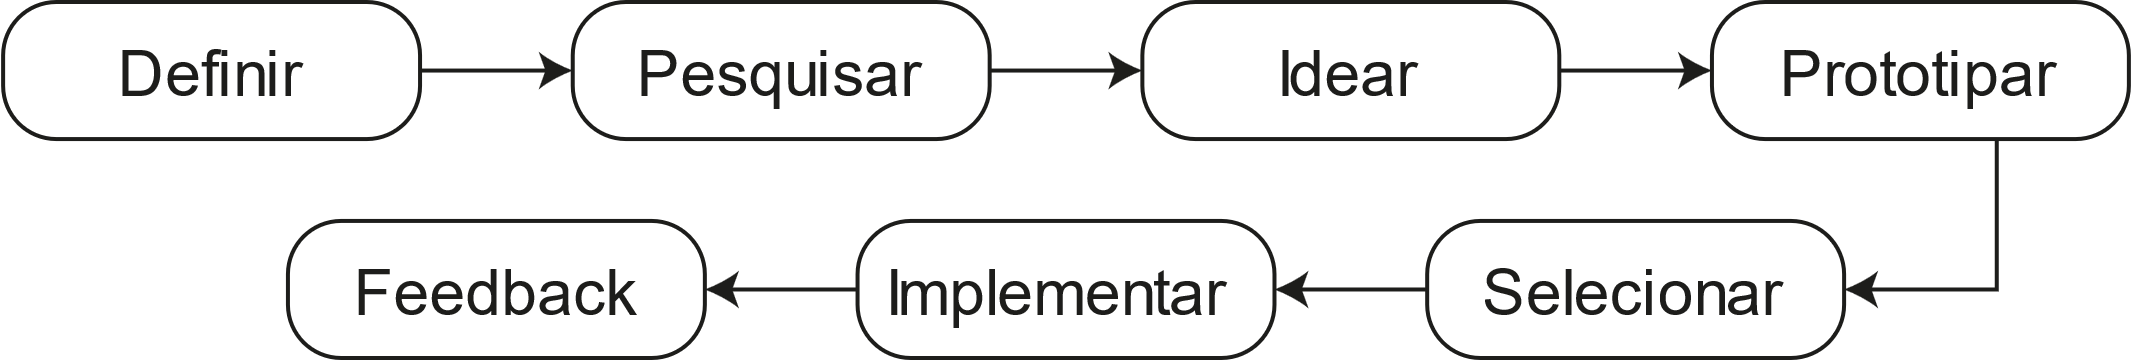 Definir
Pesquisar
Idear
Prototipar
Selecionar
Implementar
Feedback